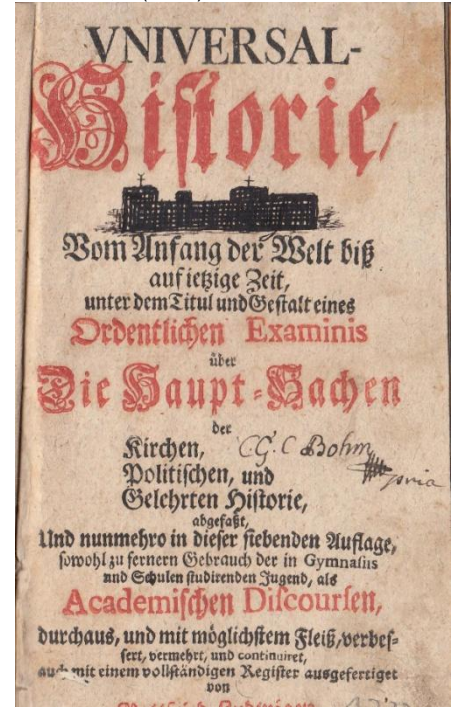 VNIVERSAL-
Hiſtorie,
Vom Anfang der Welt biß
auf ietzige Zeit,
unter dem Titul und Geſtalt eines
Ordentlichen Examinis
über
Die Haupt-Sachen
der
Kirchen,
C G. C Bohm
Politiſchen, und
Gelehrten Hiſtorie,
abgefaßt,
Und nunmehro in dieſer ſiebenden Auflage,
ſowohl zu fernern Gebrauch der in Gymnaſiis
und Schulen ſtudirenden Jugend, als
Academiſchen Diſcourſen,
durchaus, und mit möglichſtem Fleiß, verbeſ-
ſert, vermehrt, und continuiret,
auch mit einem vollſtändigen Regiſter ausgefertiget
von